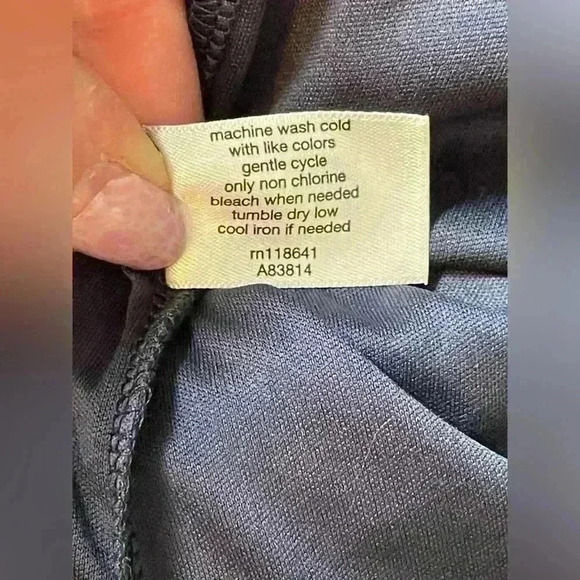 machine wash cold
with like colors
gentle cycle
only non chlorine
bleach when needed
tumble dry low
cool iron if needed
rn118641
A83814